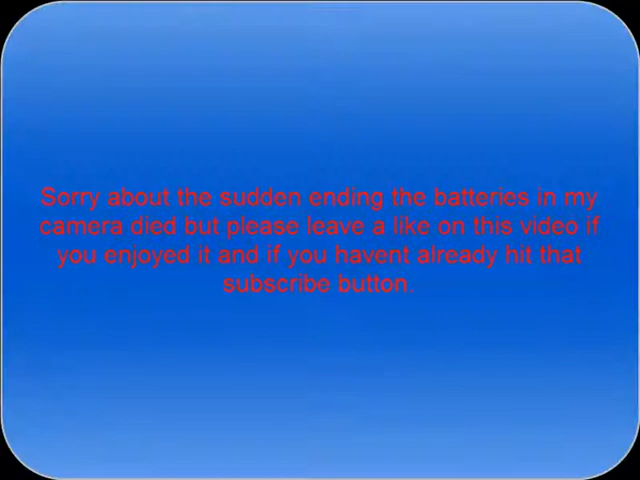 Sorry about the sudden ending the batteries in my
camera died but please leave a like on this video if
you enjoyed it and if you havent already hit that
subscribe button.